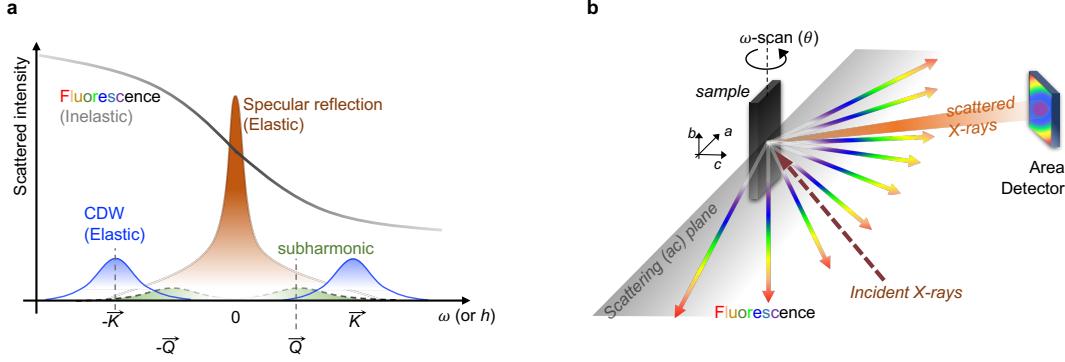 a
Scattered intensity
Fluorescence
(Inelastic)
Specular reflection
(Elastic)
CDW
(Elastic)
subharmonic
-K
0
K
ω (or h)
-Q
Q
b
ω-scan (θ)
sample
b
a
c
scattered
X-rays
Area
Detector
Scattering (ac) plane
Incident X-rays
Fluorescence